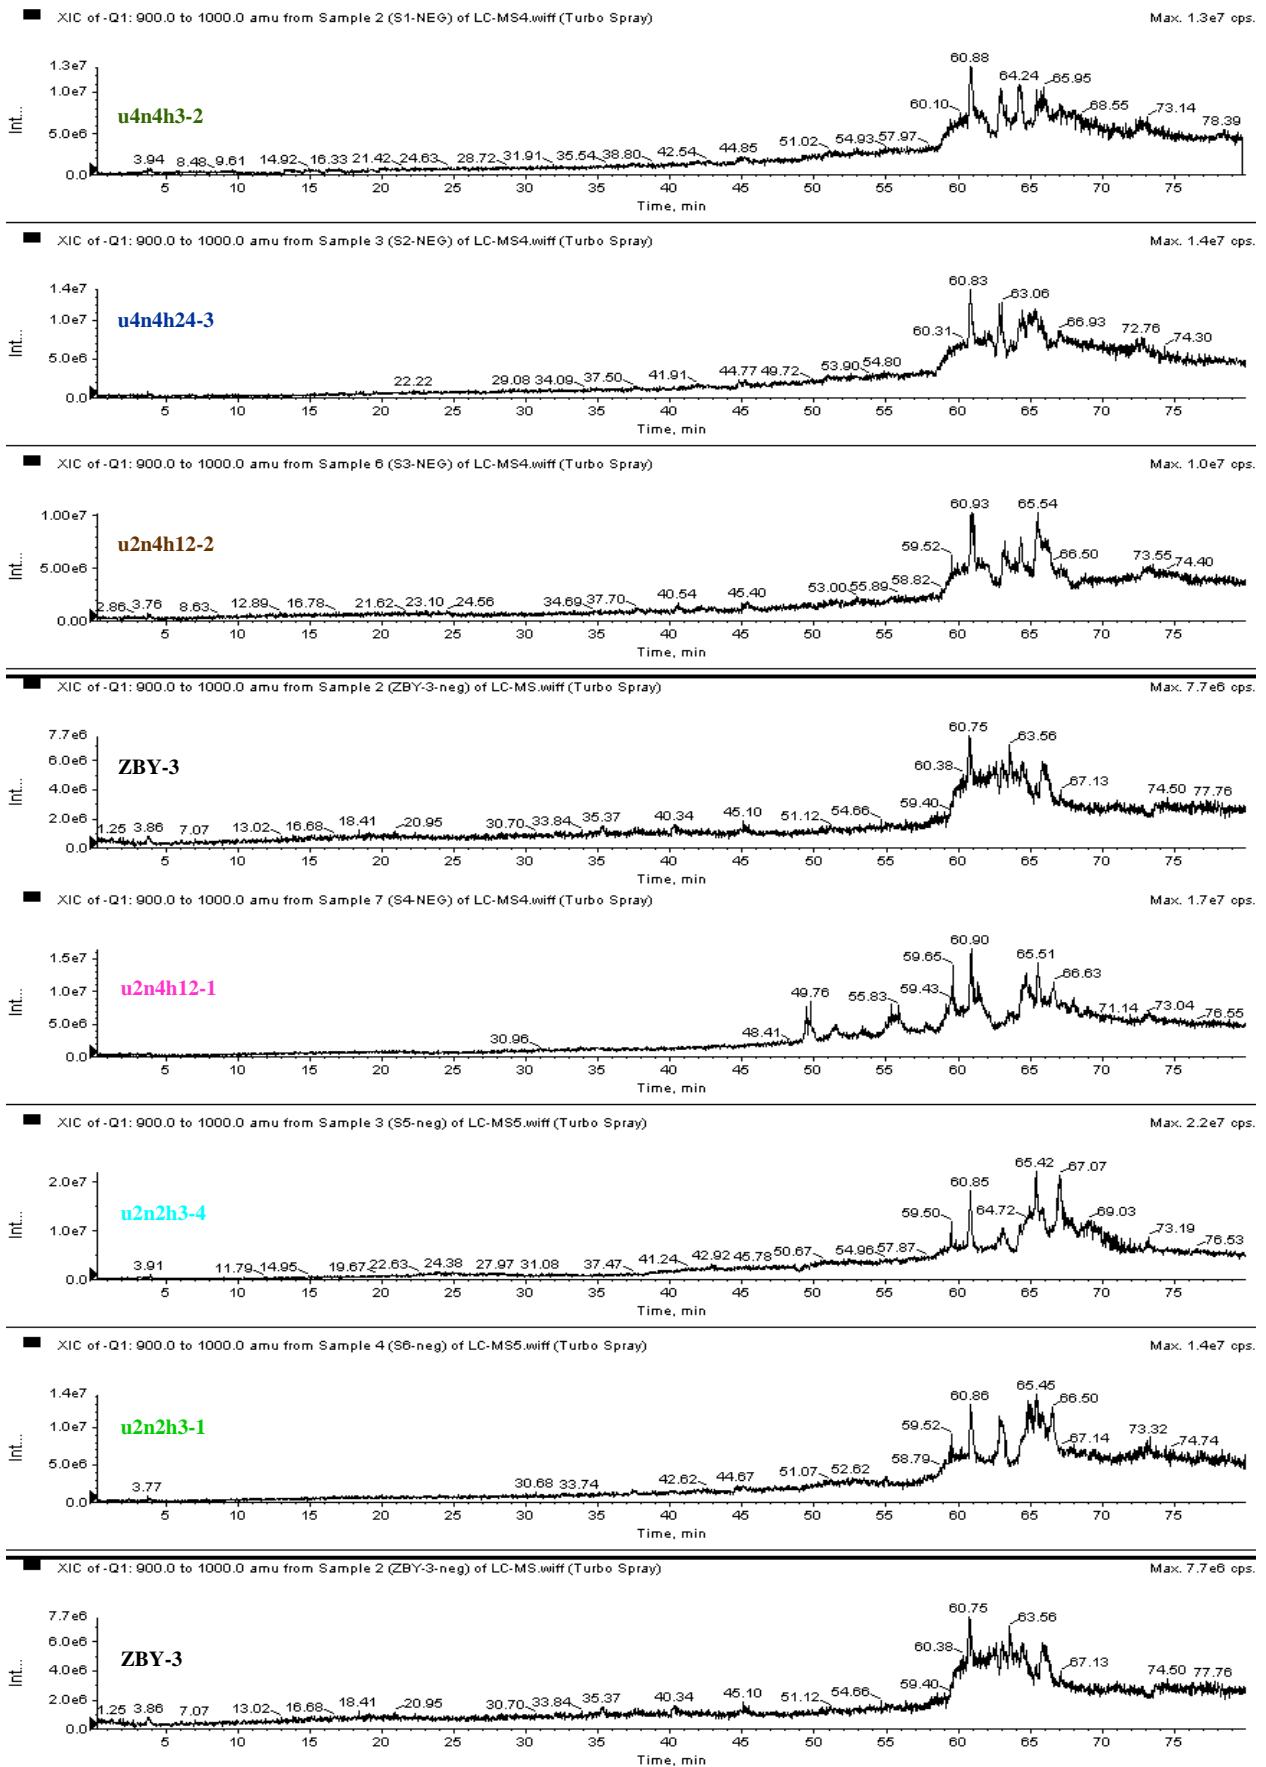 XIC of -Q1: 900.0 to 1000.0 amu from Sample 2 (S1-NEG) of LC-MS4.wiff (Turbo Spray) Max. 1.3e7 cps.
60.88
1.3e7 64.24 65.95
1.0e7 u4n4h3-2 60.10 68.55 73.14
Int... 78.39
5.0e6 51.02 54.93 57.97
3.94 8.48 9.61 14.92 16.33 21.42 24.63 28.72 31.91 35.54 38.80 42.54 44.85
0.0
5 10 15 20 25 30 35 40 45 50 55 60 65 70 75
Time, min
XIC of -Q1: 900.0 to 1000.0 amu from Sample 3 (S2-NEG) of LC-MS4.wiff (Turbo Spray) Max. 1.4e7 cps.
60.83
1.4e7 63.06
1.0e7 u4n4h24-3 60.31 66.93 72.76 74.30
Int...
5.0e6 22.22 29.08 34.09 37.50 41.91 44.77 49.72 53.90 54.80
0.0
5 10 15 20 25 30 35 40 45 50 55 60 65 70 75
Time, min
XIC of -Q1: 900.0 to 1000.0 amu from Sample 6 (S3-NEG) of LC-MS4.wiff (Turbo Spray) Max. 1.0e7 cps.
60.93 65.54
1.00e7
u2n4h12-2 59.52 66.50 73.55 74.40
Int...
5.00e6 53.00 55.89 58.82
2.86 3.76 8.63 12.89 16.78 21.62 23.10 24.56 34.69 37.70 40.54 45.40
0.00
5 10 15 20 25 30 35 40 45 50 55 60 65 70 75
Time, min
XIC of -Q1: 900.0 to 1000.0 amu from Sample 2 (ZBY-3-neg) of LC-MS.wiff (Turbo Spray) Max. 7.7e6 cps.
60.75
7.7e6 63.56
6.0e6 ZBY-3 60.38
Int... 67.13
4.0e6 59.40 74.50 77.76
2.0e6 1.25 3.86 7.07 13.02 16.68 18.41 20.95 30.70 33.84 35.37 40.34 45.10 51.12 54.66
0.0
5 10 15 20 25 30 35 40 45 50 55 60 65 70 75
Time, min
XIC of -Q1: 900.0 to 1000.0 amu from Sample 7 (S4-NEG) of LC-MS4.wiff (Turbo Spray) Max. 1.7e7 cps.
60.90
1.5e7 59.65 65.51
u2n4h12-1 66.63
Int...
1.0e7 49.76 55.83 59.43 71.14 73.04 76.55
5.0e6 30.96 48.41
0.0
5 10 15 20 25 30 35 40 45 50 55 60 65 70 75
Time, min
XIC of -Q1: 900.0 to 1000.0 amu from Sample 3 (S5-neg) of LC-MS5.wiff (Turbo Spray) Max. 2.2e7 cps.
65.42 67.07
2.0e7 60.85
u2n2h3-4 59.50 64.72 69.03
Int...
1.0e7 73.19 76.53
3.91 11.79 14.95 19.67 22.63 24.38 27.97 31.08 37.47 41.24 42.92 45.78 50.67 54.96 57.87
0.0
5 10 15 20 25 30 35 40 45 50 55 60 65 70 75
Time, min
XIC of -Q1: 900.0 to 1000.0 amu from Sample 4 (S6-neg) of LC-MS5.wiff (Turbo Spray) Max. 1.4e7 cps.
65.45
1.4e7 60.86 66.50
1.0e7 u2n2h3-1 59.52 67.14 73.32 74.74
Int...
5.0e6 3.77 30.68 33.74 42.62 44.67 51.07 52.62 58.79
0.0
5 10 15 20 25 30 35 40 45 50 55 60 65 70 75
Time, min
XIC of -Q1: 900.0 to 1000.0 amu from Sample 2 (ZBY-3-neg) of LC-MS.wiff (Turbo Spray) Max. 7.7e6 cps.
60.75
7.7e6 63.56
6.0e6 ZBY-3 60.38
Int... 67.13
4.0e6 59.40 74.50 77.76
2.0e6 1.25 3.86 7.07 13.02 16.68 18.41 20.95 30.70 33.84 35.37 40.34 45.10 51.12 54.66
0.0
5 10 15 20 25 30 35 40 45 50 55 60 65 70 75
Time, min